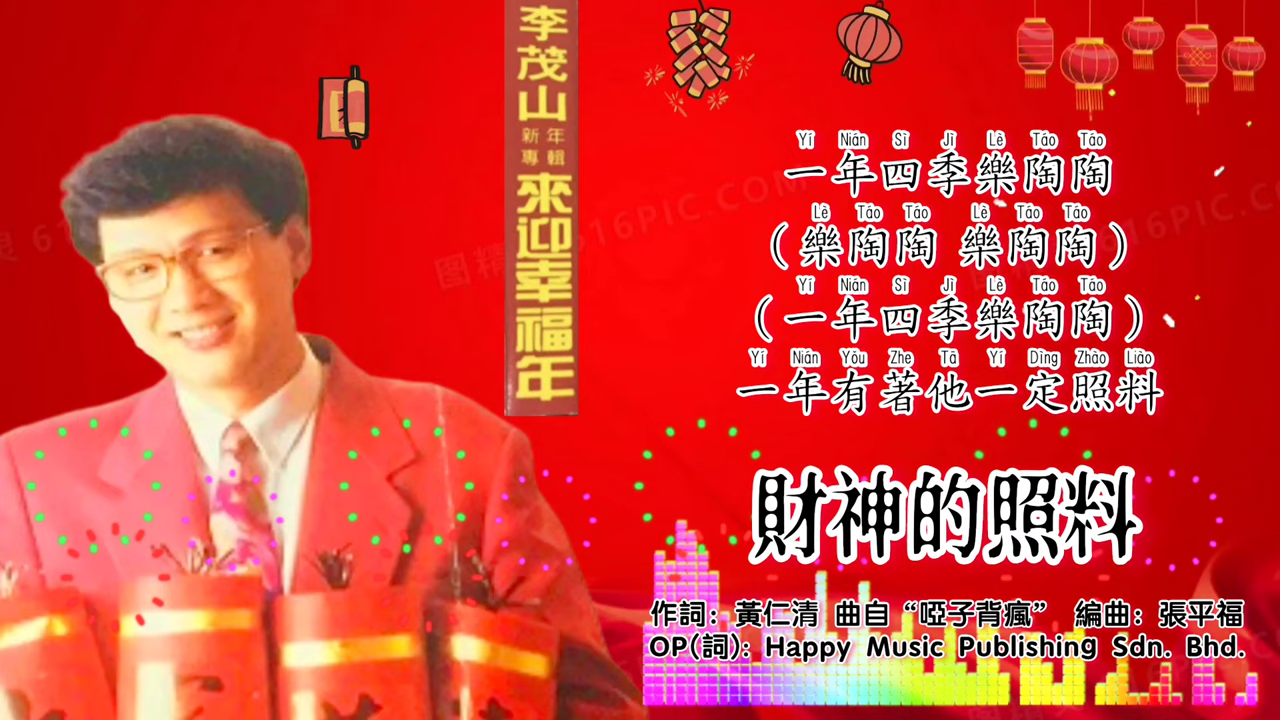 李茂山
新年
專輯
來迎幸福年
Yí Nián Sì Jì Lè Táo Táo
一年四季樂陶陶
Lè Táo Táo Lè Táo Táo
(樂陶陶 樂陶陶)
Yí Nián Sì Jì Lè Táo Táo
(一年四季樂陶陶)
Yí Nián Yǒu Zhe Tā Yí Dìng Zhào Liào
一年有著他一定照料
財神的照料
作詞: 黃仁清 曲自“啞子背瘋” 編曲: 張平福
OP(詞): Happy Music Publishing Sdn. Bhd.